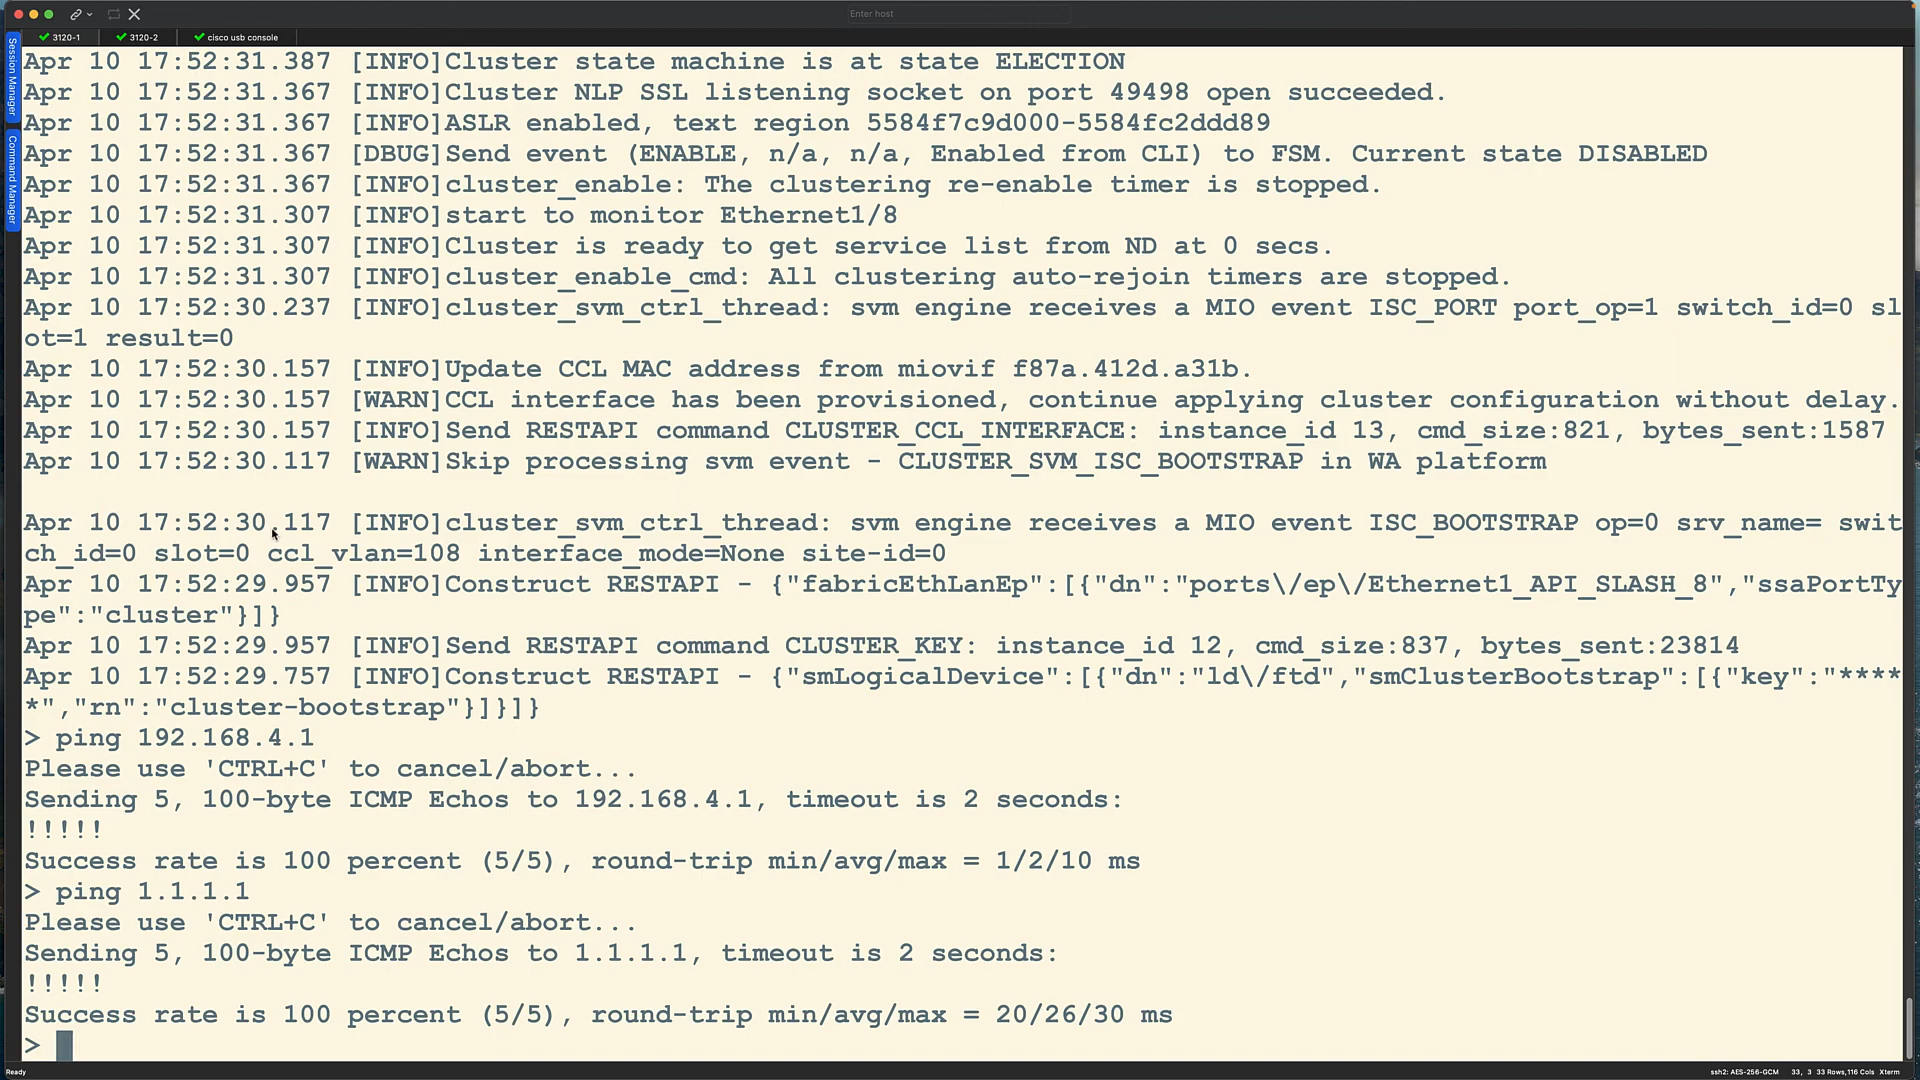 Enter host
3120-1
3120-2
cisco usb console
Session Manager
Command Manager
Apr 10 17:52:31.387 [INFO]Cluster state machine is at state ELECTION
Apr 10 17:52:31.367 [INFO]Cluster NLP SSL listening socket on port 49498 open succeeded.
Apr 10 17:52:31.367 [INFO]ASLR enabled, text region 5584f7c9d000-5584fc2ddd89
Apr 10 17:52:31.367 [DBUG]Send event (ENABLE, n/a, n/a, Enabled from CLI) to FSM. Current state DISABLED
Apr 10 17:52:31.367 [INFO]cluster_enable: The clustering re-enable timer is stopped.
Apr 10 17:52:31.307 [INFO]start to monitor Ethernet1/8
Apr 10 17:52:31.307 [INFO]Cluster is ready to get service list from ND at 0 secs.
Apr 10 17:52:31.307 [INFO]cluster_enable_cmd: All clustering auto-rejoin timers are stopped.
Apr 10 17:52:30.237 [INFO]cluster_svm_ctrl_thread: svm engine receives a MIO event ISC_PORT port_op=1 switch_id=0 sl
ot=1 result=0
Apr 10 17:52:30.157 [INFO]Update CCL MAC address from miovif f87a.412d.a31b.
Apr 10 17:52:30.157 [WARN]CCL interface has been provisioned, continue applying cluster configuration without delay.
Apr 10 17:52:30.157 [INFO]Send RESTAPI command CLUSTER_CCL_INTERFACE: instance_id 13, cmd_size:821, bytes_sent:1587
Apr 10 17:52:30.117 [WARN]Skip processing svm event - CLUSTER_SVM_ISC_BOOTSTRAP in WA platform
Apr 10 17:52:30.117 [INFO]cluster_svm_ctrl_thread: svm engine receives a MIO event ISC_BOOTSTRAP op=0 srv_name= swit
ch_id=0 slot=0 ccl_vlan=108 interface_mode=None site-id=0
Apr 10 17:52:29.957 [INFO]Construct RESTAPI - {"fabricEthLanEp":[{"dn":"ports\/ep\/Ethernet1_API_SLASH_8","ssaPortTy
pe":"cluster"}]}
Apr 10 17:52:29.957 [INFO]Send RESTAPI command CLUSTER_KEY: instance_id 12, cmd_size:837, bytes_sent:23814
Apr 10 17:52:29.757 [INFO]Construct RESTAPI - {"smLogicalDevice":[{"dn":"ld\/ftd","smClusterBootstrap":[{"key":"****
*","rn":"cluster-bootstrap"}]}]}
> ping 192.168.4.1
Please use 'CTRL+C' to cancel/abort...
Sending 5, 100-byte ICMP Echos to 192.168.4.1, timeout is 2 seconds:
!!!!!
Success rate is 100 percent (5/5), round-trip min/avg/max = 1/2/10 ms
> ping 1.1.1.1
Please use 'CTRL+C' to cancel/abort...
Sending 5, 100-byte ICMP Echos to 1.1.1.1, timeout is 2 seconds:
!!!!!
Success rate is 100 percent (5/5), round-trip min/avg/max = 20/26/30 ms
>
Ready
ssh2: AES-256-GCM 33, 3 33 Rows,116 Cols Xterm